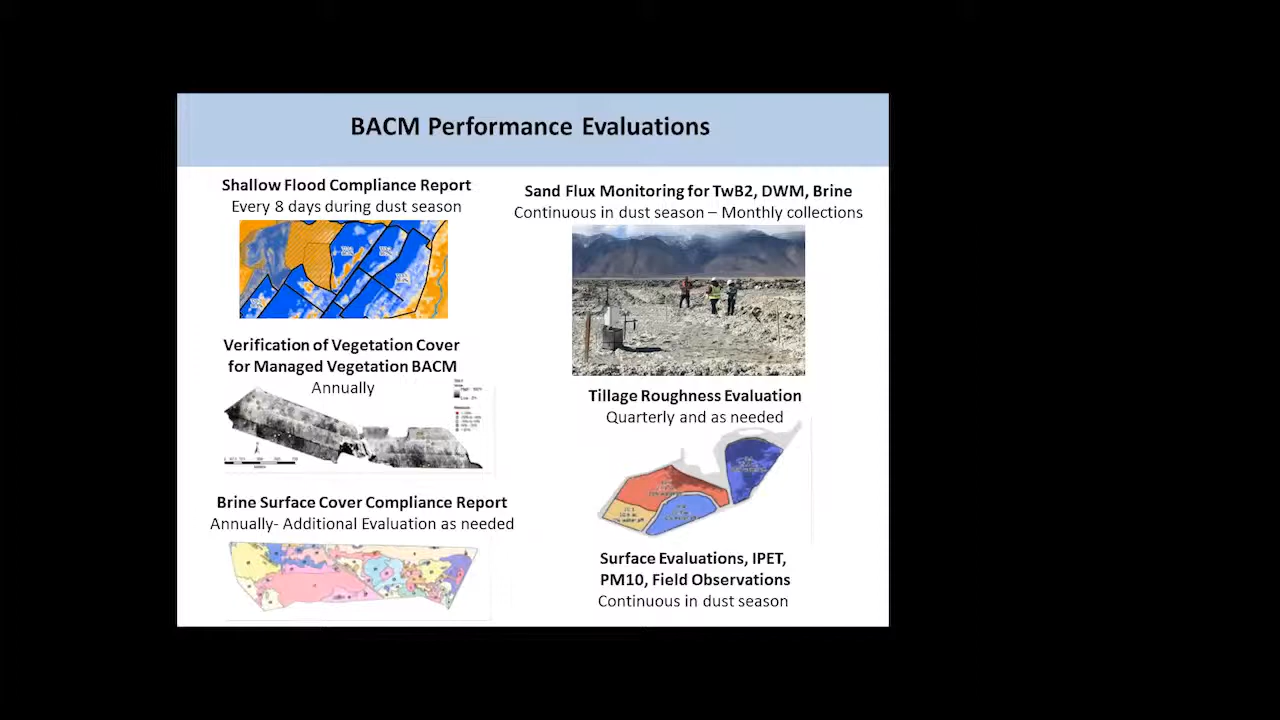 BACM Performance Evaluations
Shallow Flood Compliance Report
Every 8 days during dust season
Verification of Vegetation Cover
for Managed Vegetation BACM
Annually
Brine Surface Cover Compliance Report
Annually- Additional Evaluation as needed
Sand Flux Monitoring for TwB2, DWM, Brine
Continuous in dust season – Monthly collections
Tillage Roughness Evaluation
Quarterly and as needed
Surface Evaluations, IPET,
PM10, Field Observations
Continuous in dust season